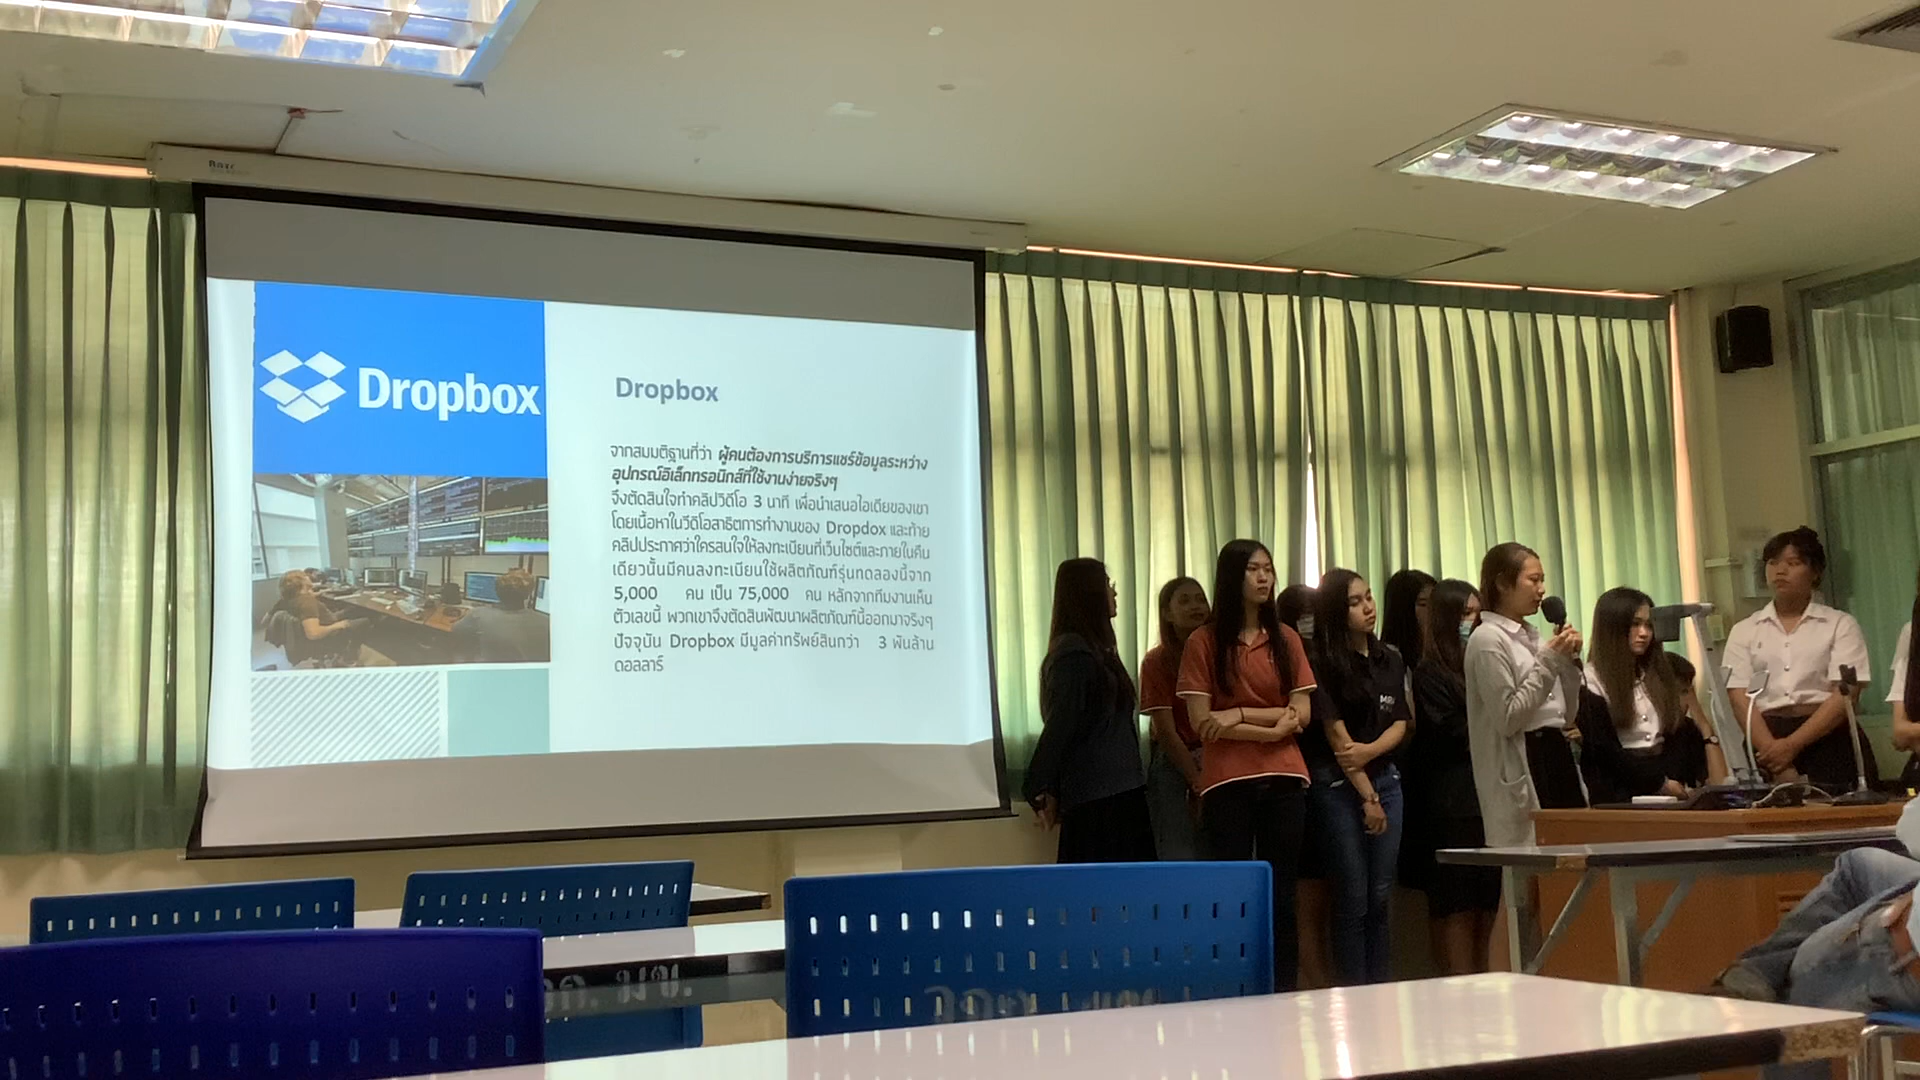 Dropbox
Dropbox
จากสมมติฐานที่ว่า ผู้คนต้องการบริการแชร์ข้อมูลระหว่าง
อุปกรณ์อิเล็กทรอนิกส์ที่ใช้งานง่ายจริงๆ
จึงตัดสินใจทำคลิปวิดีโอ 3 นาที เพื่อนำเสนอไอเดียของเขา
โดยเนื้อหาในวีดีโอสาธิตการทำงานของ Dropdox และท้าย
คลิปประกาศว่าใครสนใจให้ลงทะเบียนที่เว็นไซต์และภายในคืน
เดียวนั้นมีคนลงทะเบียนใช้ผลิตภัณฑ์รุ่นทดลองนี้จาก
5,000 คน เป็น 75,000 คน หลักจากทีมงานเห็น
ตัวเลขนี้ พวกเขาจึงตัดสินพัฒนาผลิตภัณฑ์นี้ออกมาจริงๆ
ปัจจุบัน Dropbox มีมูลค่าทรัพย์สินกว่า 3 พันล้าน
ดอลลาร์